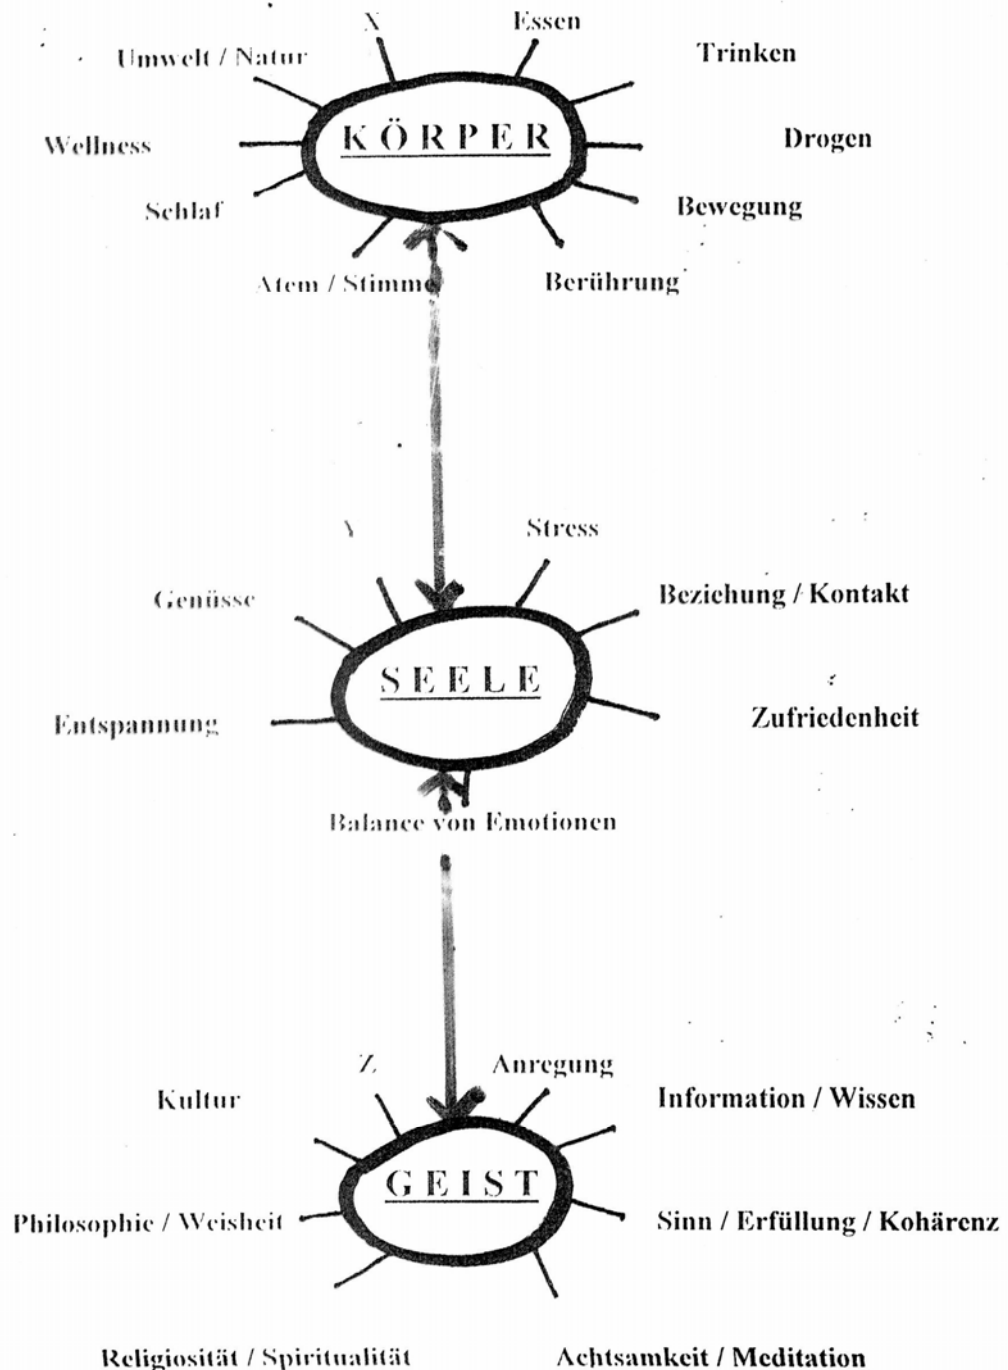 X
Essen
Umwelt / Natur
Trinken
KÖRPER
Wellness
Drogen
Schlaf
Bewegung
Atem / Stimme
Berührung
Y
Stress
Genüsse
Beziehung / Kontakt
SEELE
Entspannung
Zufriedenheit
Balance von Emotionen
Z
Anregung
Kultur
Information / Wissen
GEIST
Philosophie / Weisheit
Sinn / Erfüllung / Kohärenz
Religiosität / Spiritualität
Achtsamkeit / Meditation